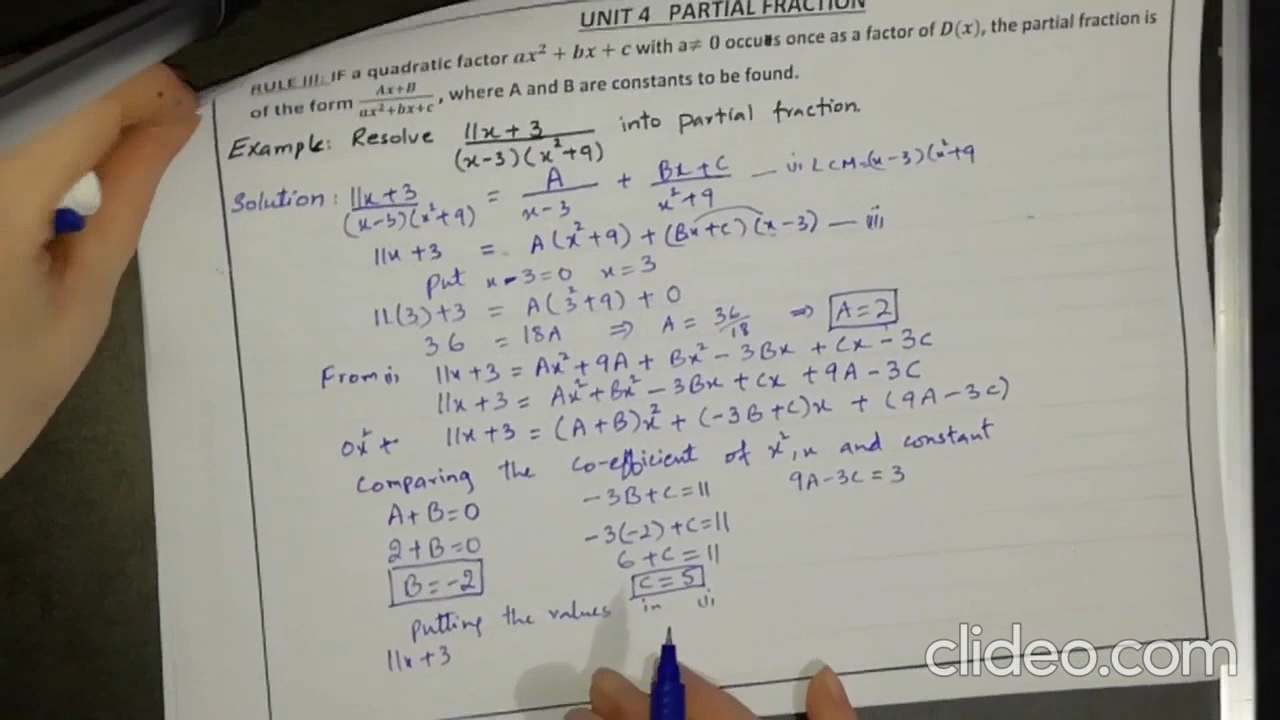 UNIT 4 PARTIAL FRACTION
RULE III: IF a quadratic factor ax² + bx + c with a≠ 0 occurs once as a factor of D(x), the partial fraction is
of the form (Ax+B)/(ax²+bx+c), where A and B are constants to be found.
Example: Resolve (11x + 3)/((x-3)(x²+9)) into partial fraction.
Solution: (11x+3)/((x-3)(x²+9)) = A/(x-3) + (Bx+C)/(x²+9) — (i) LCM=(x-3)(x²+9
11x+3 = A(x²+9) + (Bx+C)(x-3) — (ii)
Put x-3=0 x=3
11(3)+3 = A(3²+9) + 0
36 = 18A ⇒ A = 36/18 ⇒ A=2
From (ii) 11x+3 = Ax²+9A + Bx² - 3Bx + Cx - 3C
11x+3 = Ax²+Bx² - 3Bx + Cx + 9A - 3C
0x²+ 11x+3 = (A+B)x² + (-3B+C)x + (9A-3C)
Comparing the co-efficient of x²,x and constant
A+B=0 -3B+C=11 9A-3C=3
2+B=0 -3(-2)+C=11
B=-2 6+C=11
C=5
Putting the values in (i)
11x+3
clideo.com